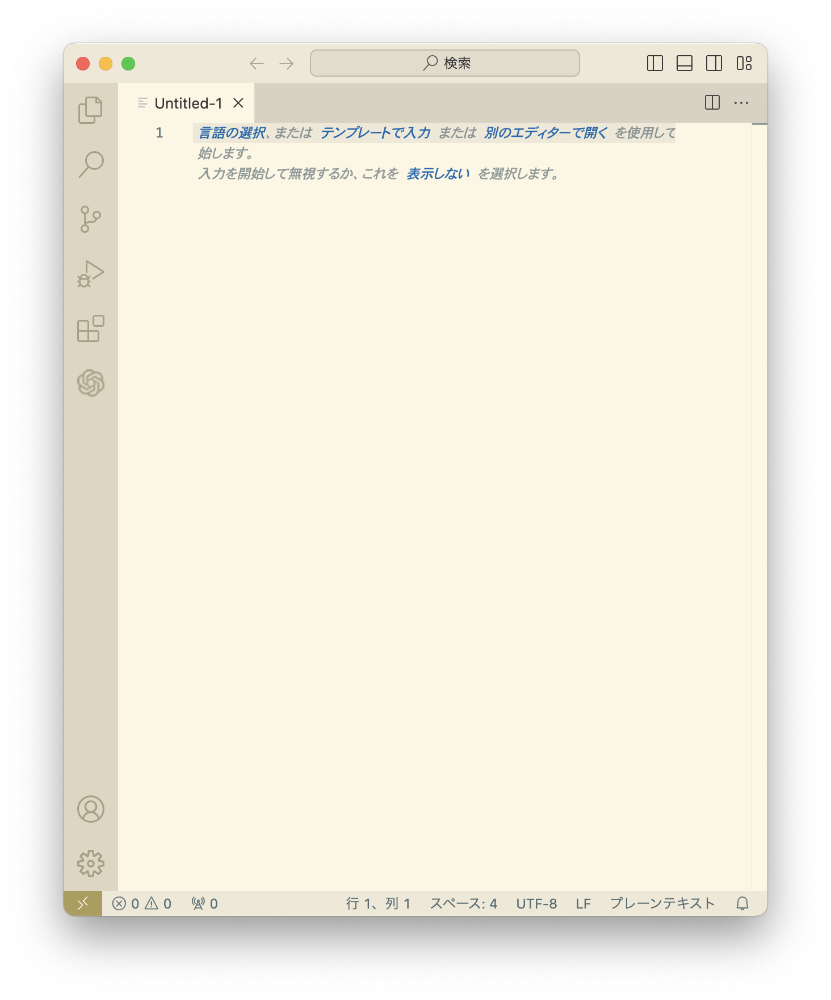 検索
Untitled-1
1
言語の選択、または テンプレートで入力 または 別のエディターで開く を使用して
始します。
入力を開始して無視するか、これを 表示しない を選択します。
0 0 0 行 1、列 1 スペース: 4 UTF-8 LF プレーンテキスト